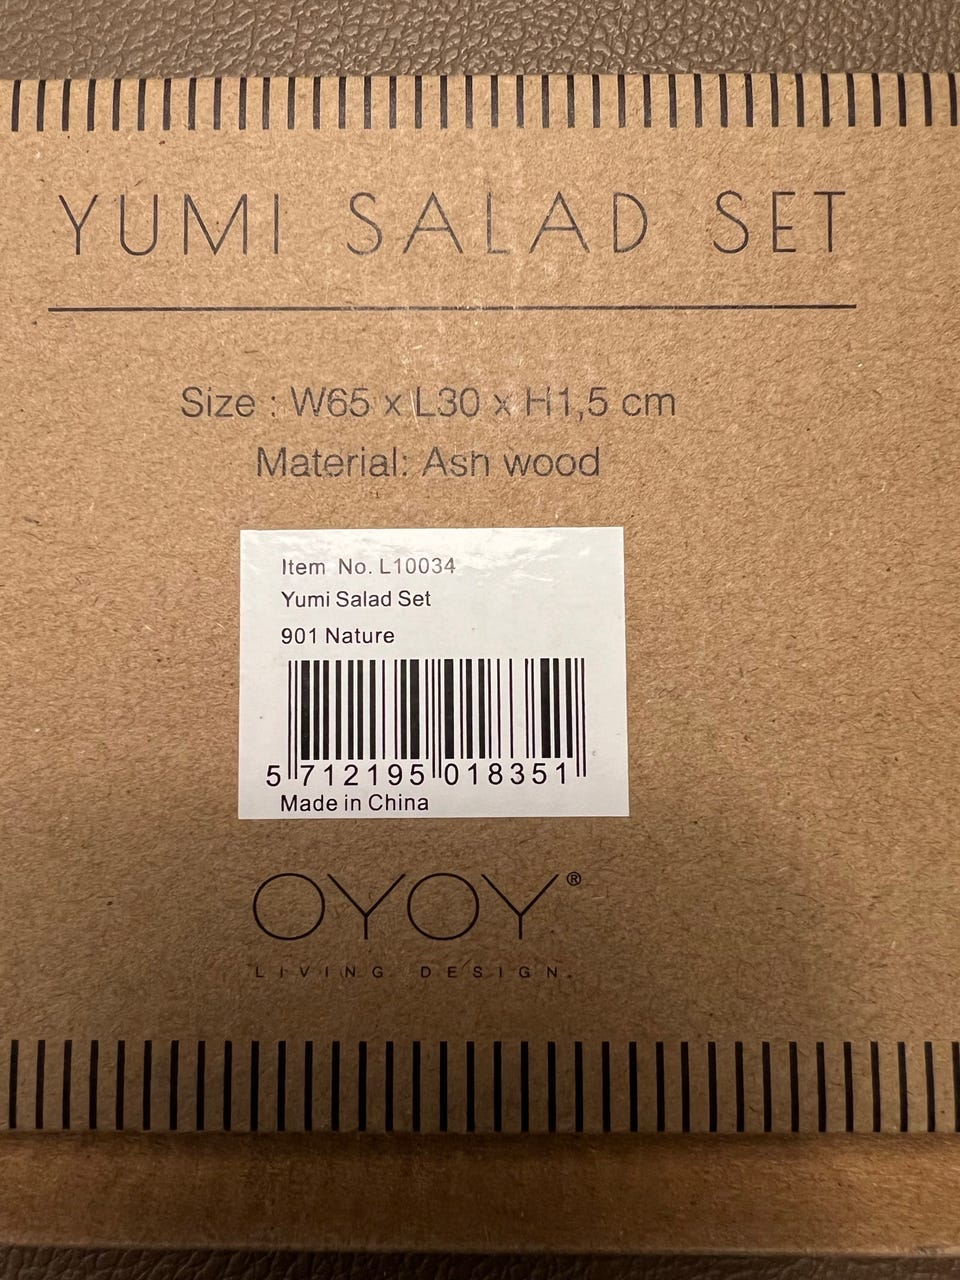 YUMI SALAD SET
Size : W65 x L30 x H1,5 cm
Material: Ash wood
Item No. L10034
Yumi Salad Set
901 Nature
5 712195 018351
Made in China
OYOY®
LIVING DESIGN.